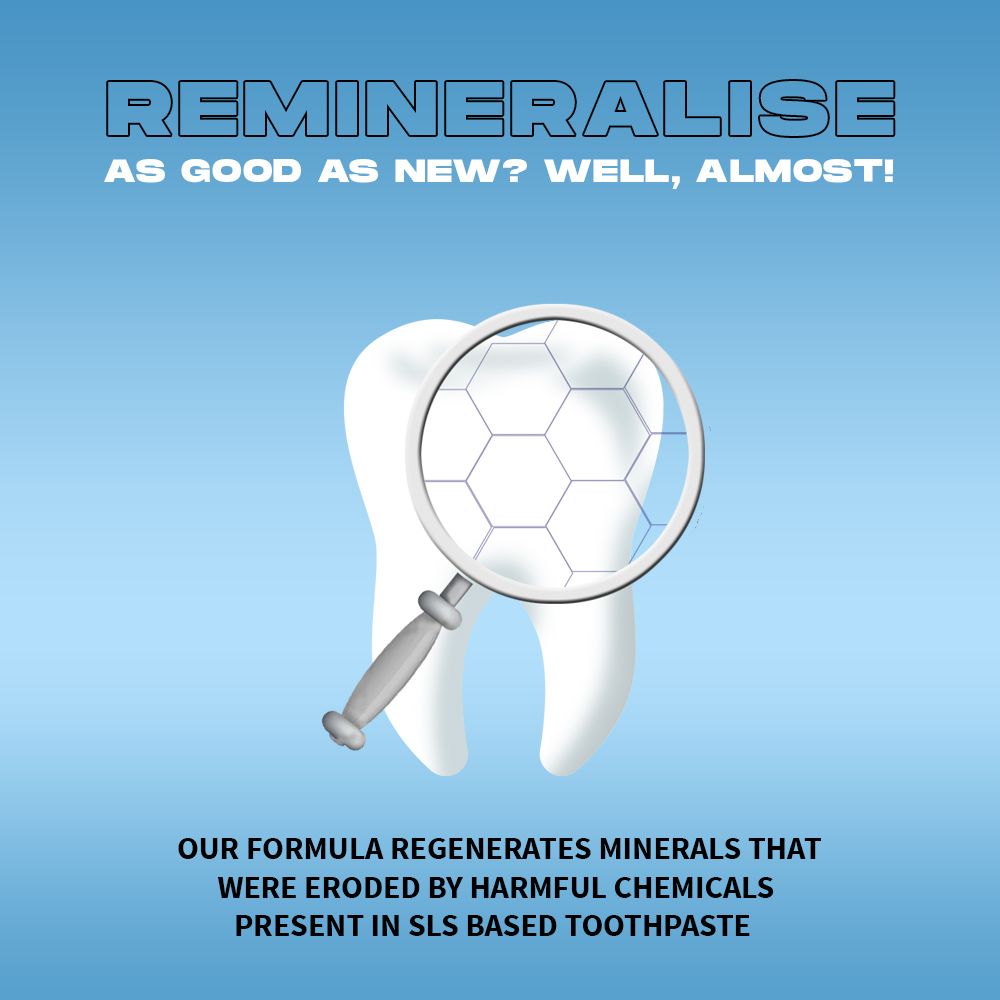 REMINERALISE
AS GOOD AS NEW? WELL, ALMOST!
OUR FORMULA REGENERATES MINERALS THAT
WERE ERODED BY HARMFUL CHEMICALS
PRESENT IN SLS BASED TOOTHPASTE